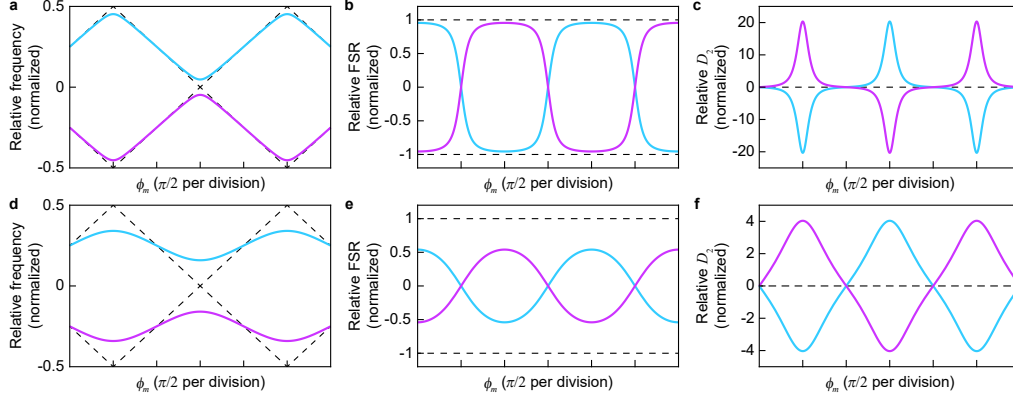 a
0.5
0
-0.5
Relative frequency
(normalized)
ϕm (π/2 per division)
b
1
0.5
0
-0.5
-1
Relative FSR
(normalized)
ϕm (π/2 per division)
c
20
10
0
-10
-20
Relative D2
(normalized)
ϕm (π/2 per division)
d
0.5
0
-0.5
Relative frequency
(normalized)
ϕm (π/2 per division)
e
1
0.5
0
-0.5
-1
Relative FSR
(normalized)
ϕm (π/2 per division)
f
4
2
0
-2
-4
Relative D2
(normalized)
ϕm (π/2 per division)